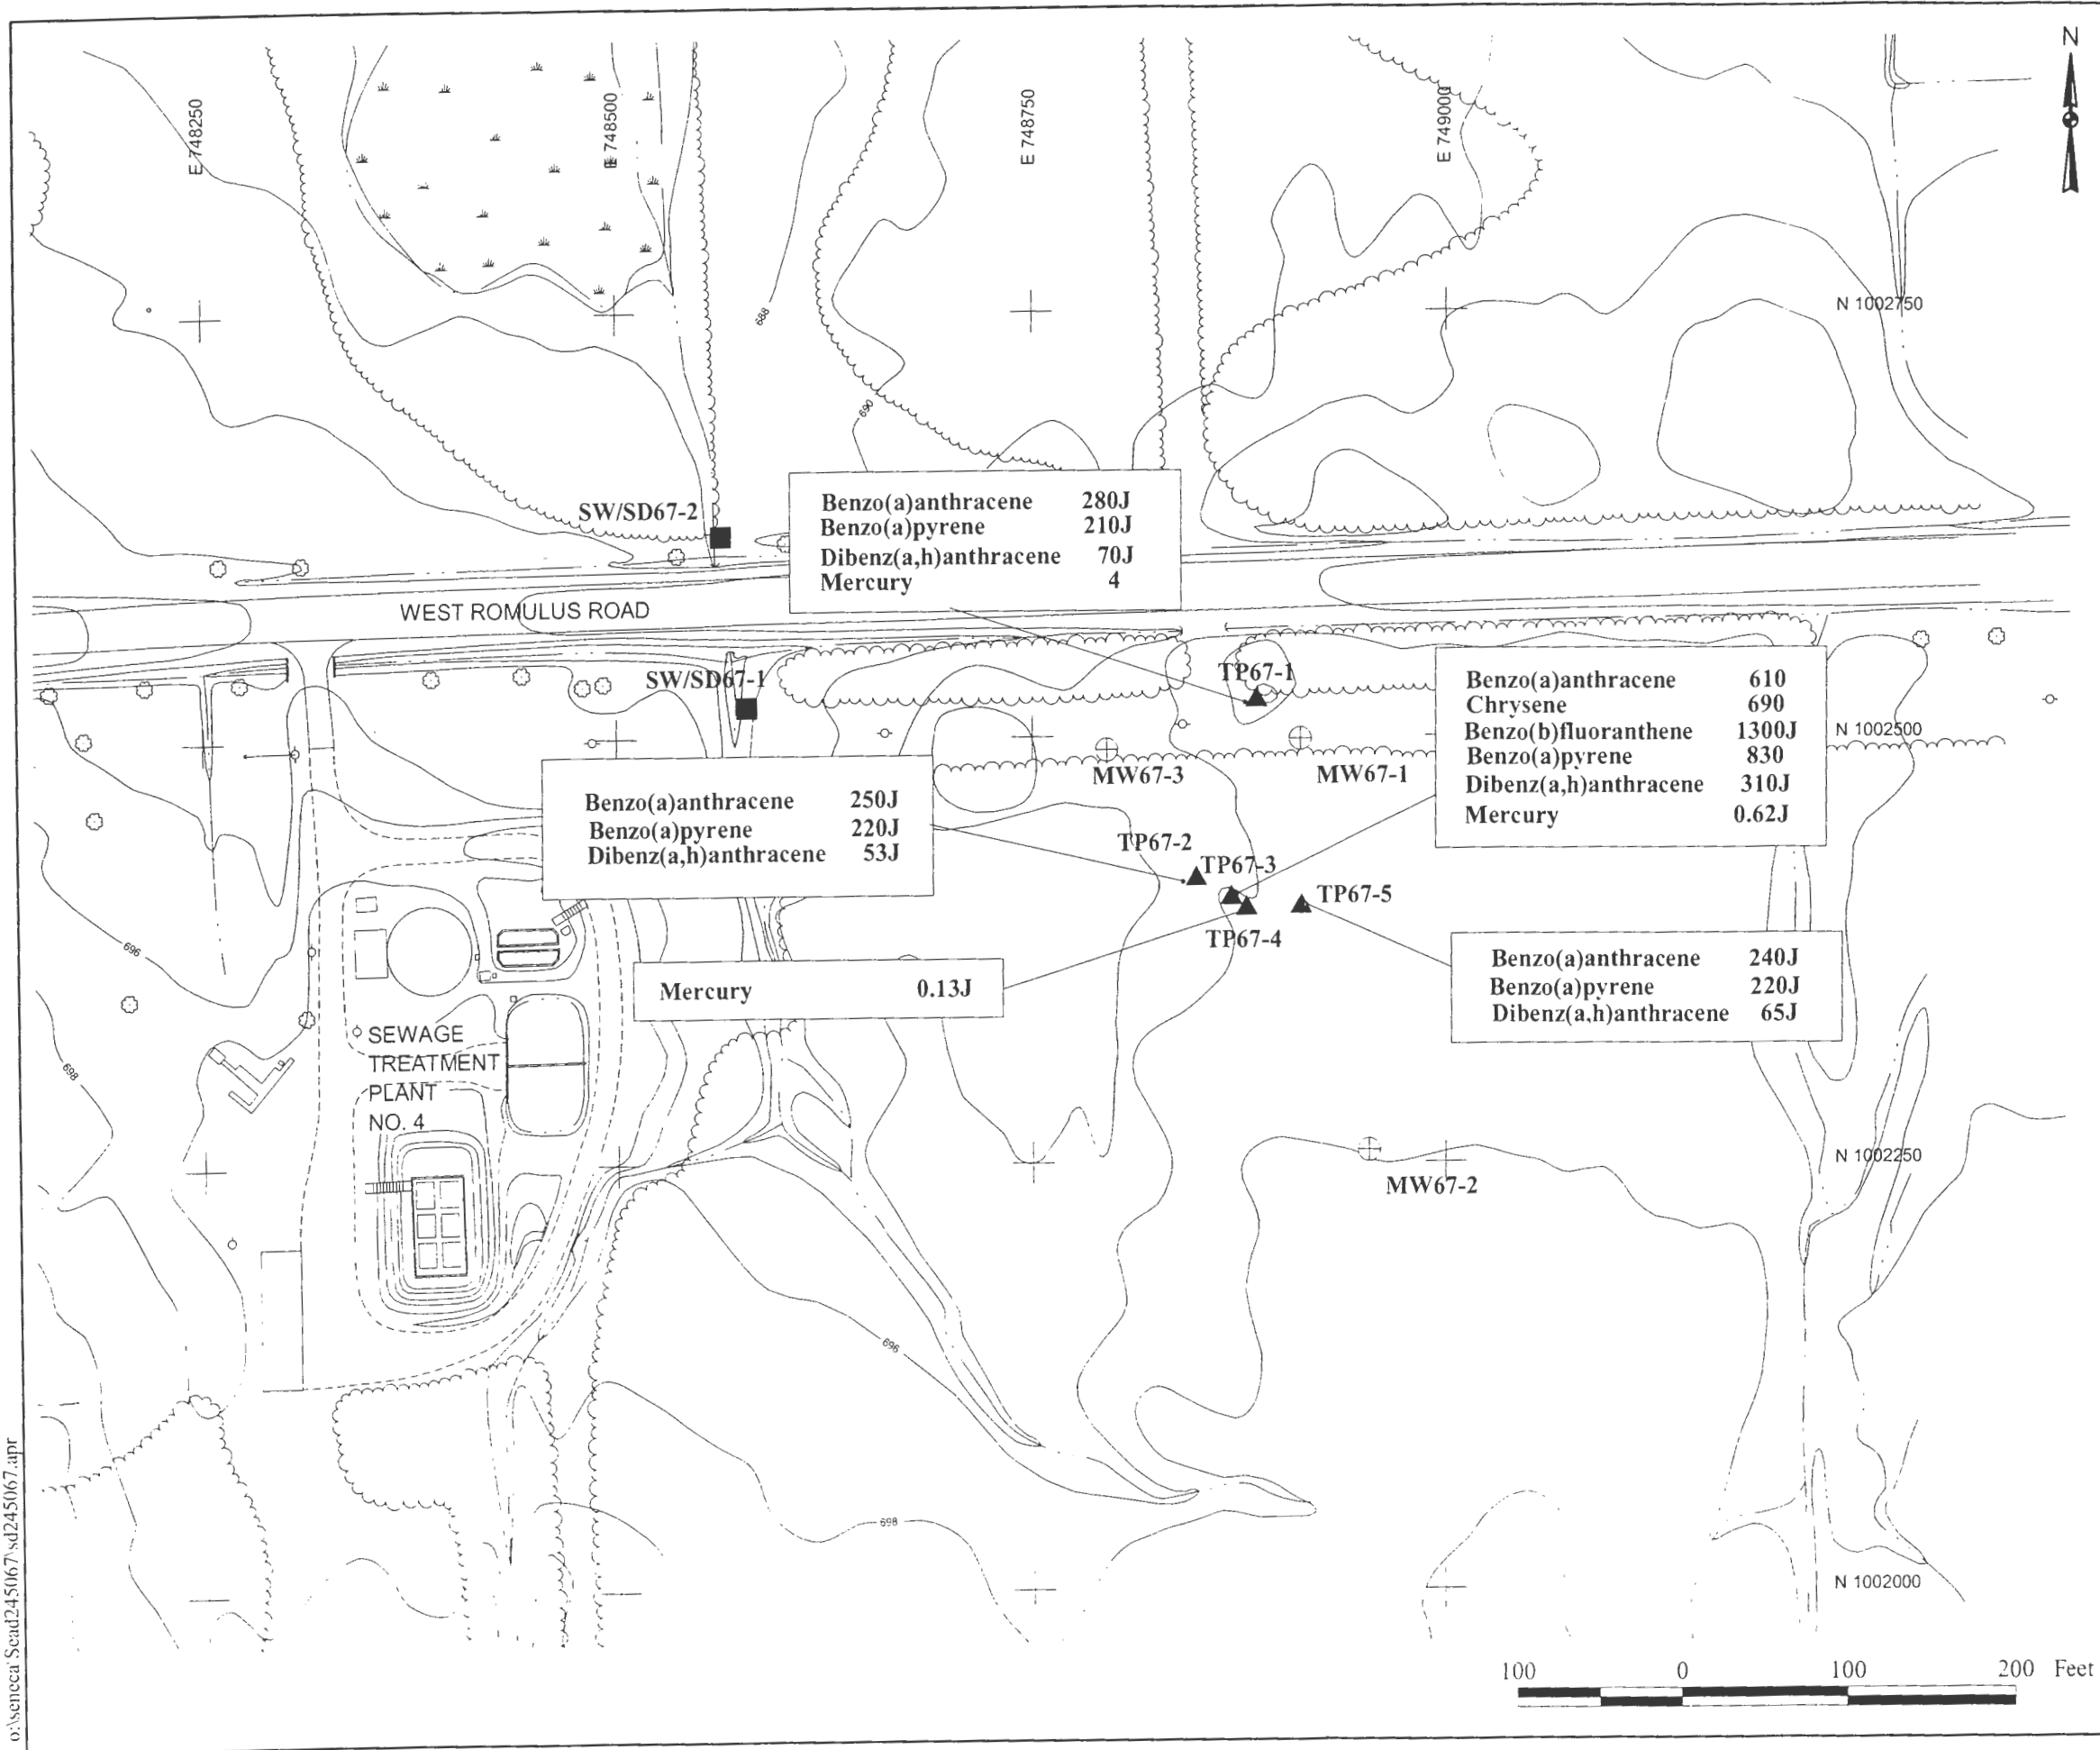 N
E 748250
E 748500
E 748750
E 749000
N 1002750
688
690
SW/SD67-2
Benzo(a)anthracene 280J
Benzo(a)pyrene 210J
Dibenz(a,h)anthracene 70J
Mercury 4
WEST ROMULUS ROAD
SW/SD67-1
TP67-1
Benzo(a)anthracene 610
Chrysene 690
Benzo(b)fluoranthene 1300J
Benzo(a)pyrene 830
Dibenz(a,h)anthracene 310J
Mercury 0.62J
N 1002500
MW67-3
MW67-1
Benzo(a)anthracene 250J
Benzo(a)pyrene 220J
Dibenz(a,h)anthracene 53J
TP67-2
TP67-3
TP67-5
TP67-4
696
Mercury 0.13J
Benzo(a)anthracene 240J
Benzo(a)pyrene 220J
Dibenz(a,h)anthracene 65J
SEWAGE
TREATMENT
PLANT
NO. 4
698
N 1002250
MW67-2
696
698
N 1002000
100 0 100 200 Feet
o:\seneca\Scad245067\sd245067.apr